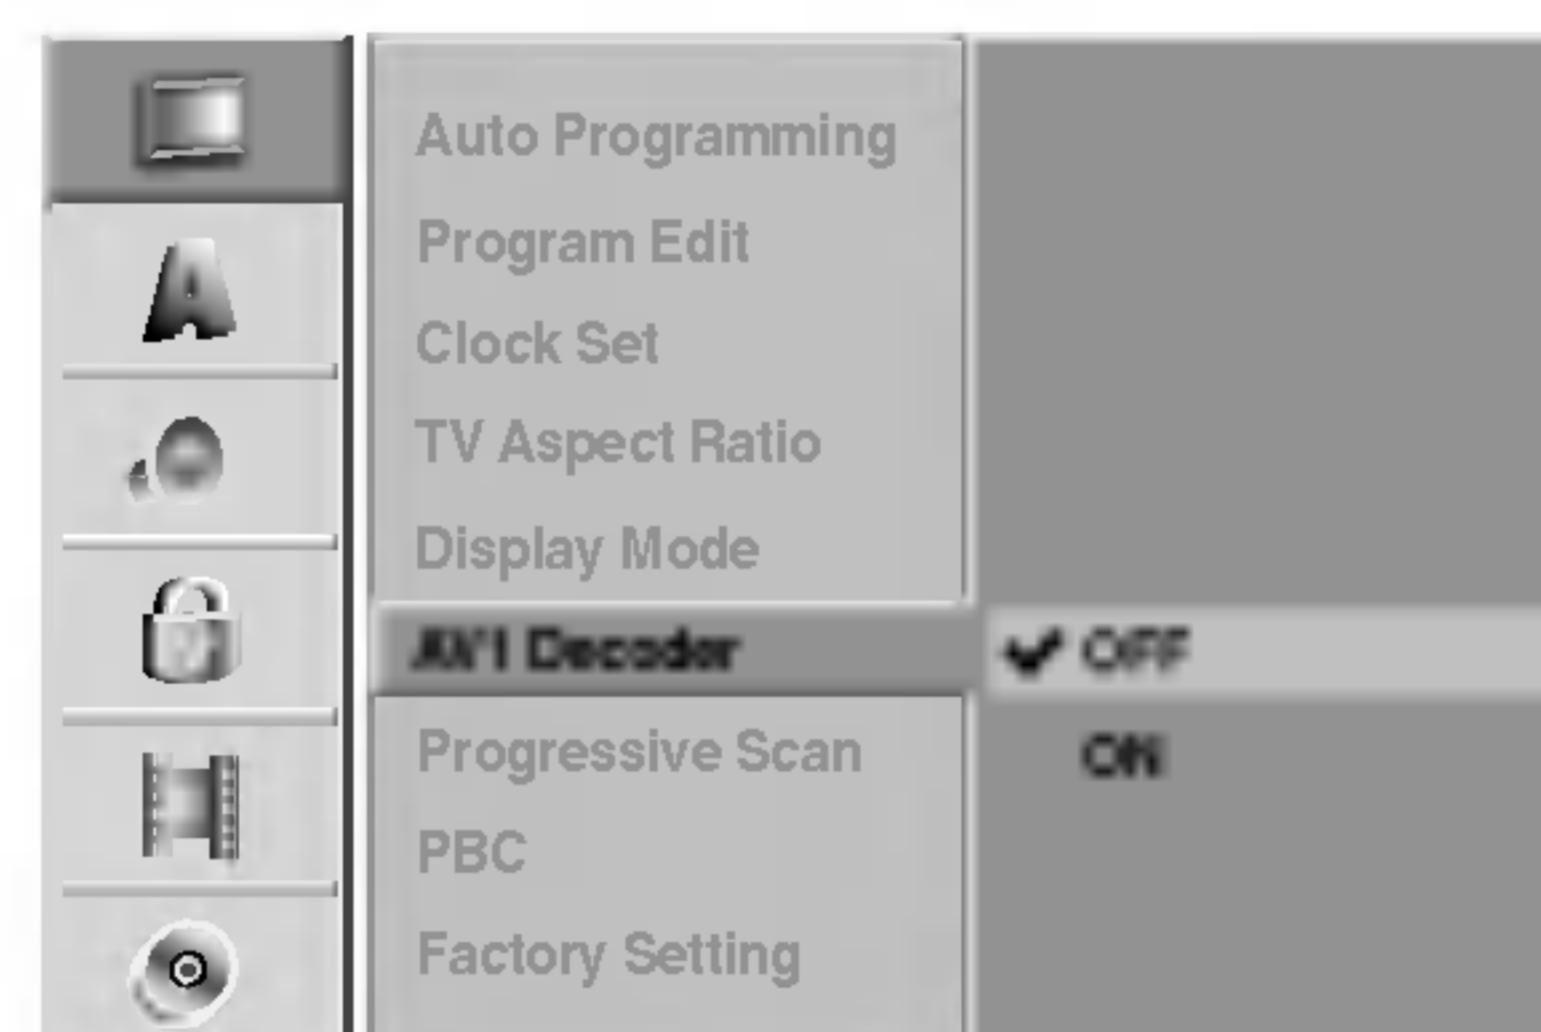 Auto Programming
Program Edit
Clock Set
TV Aspect Ratio
Display Mode
AV1 Decoder
OFF
Progressive Scan
ON
PBC
Factory Setting